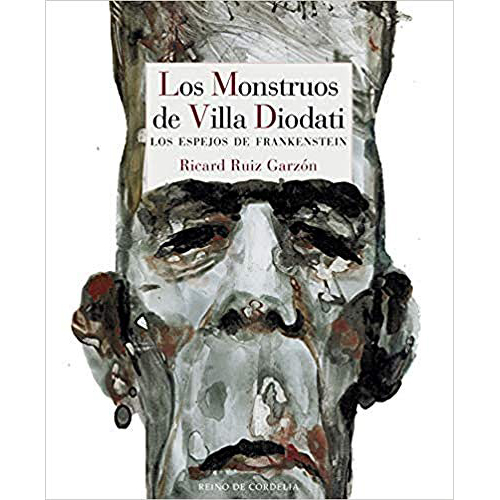 Los Monstruos
de Villa Diodati
LOS ESPEJOS DE FRANKENSTEIN
Ricard Ruiz Garzón
REINO DE CORDELIA